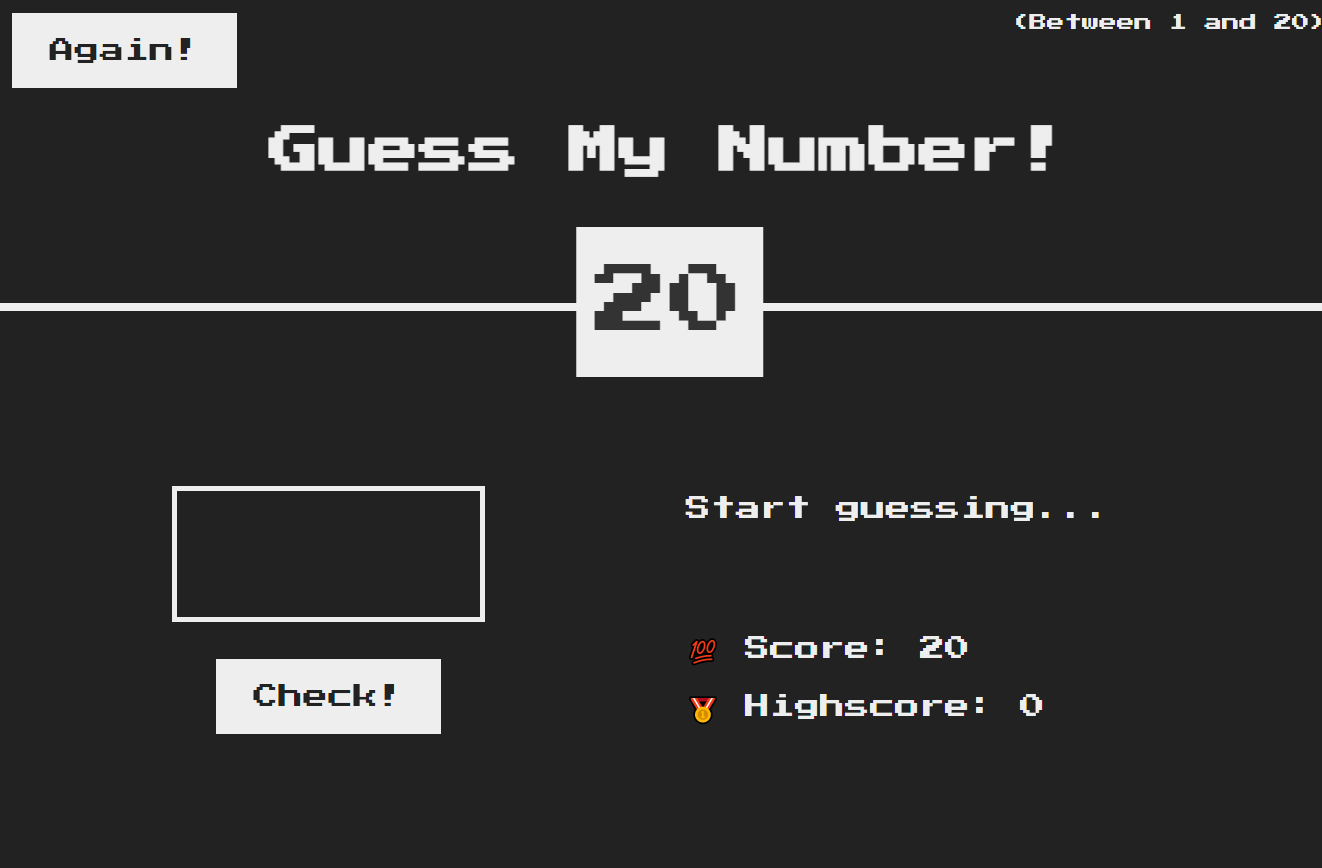 Again!
(Between 1 and 20)
Guess My Number!
20
Start guessing...
💯 Score: 20
🥇 Highscore: 0
Check!